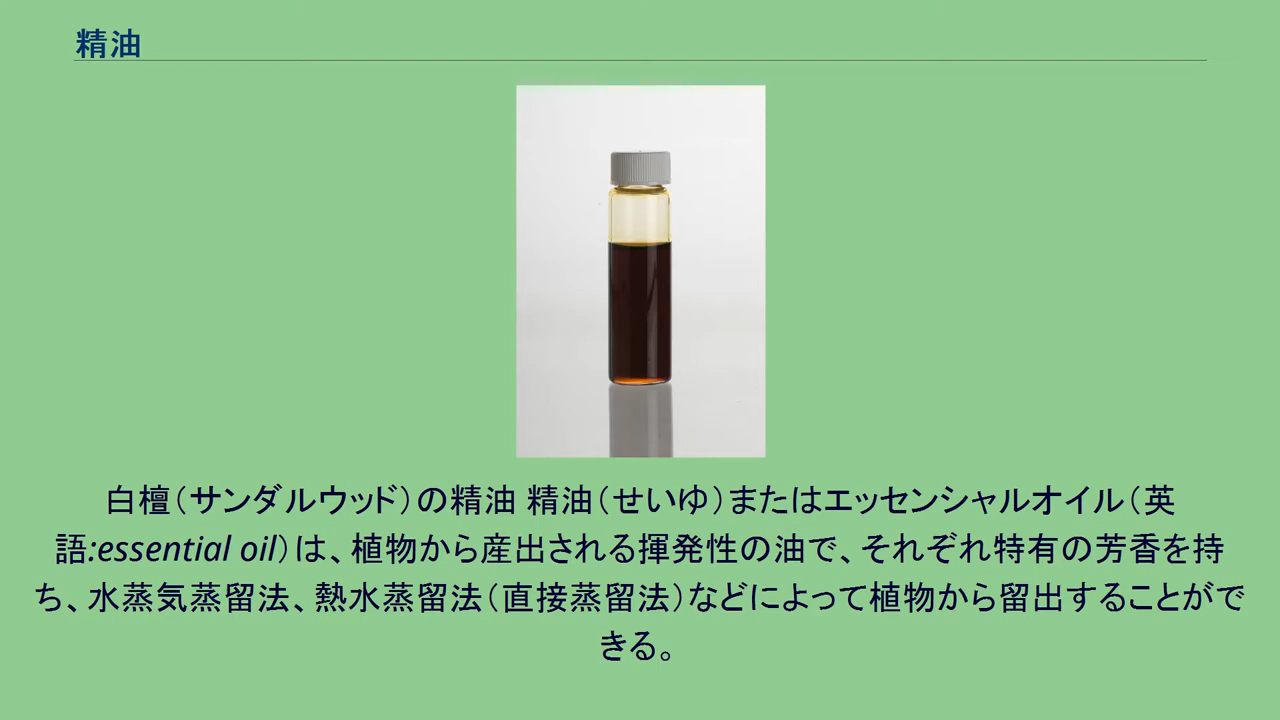 精油
白檀（サンダルウッド）の精油 精油（せいゆ）またはエッセンシャルオイル（英
語:essential oil）は、植物から産出される揮発性の油で、それぞれ特有の芳香を持
ち、水蒸気蒸留法、熱水蒸留法（直接蒸留法）などによって植物から留出することがで
きる。